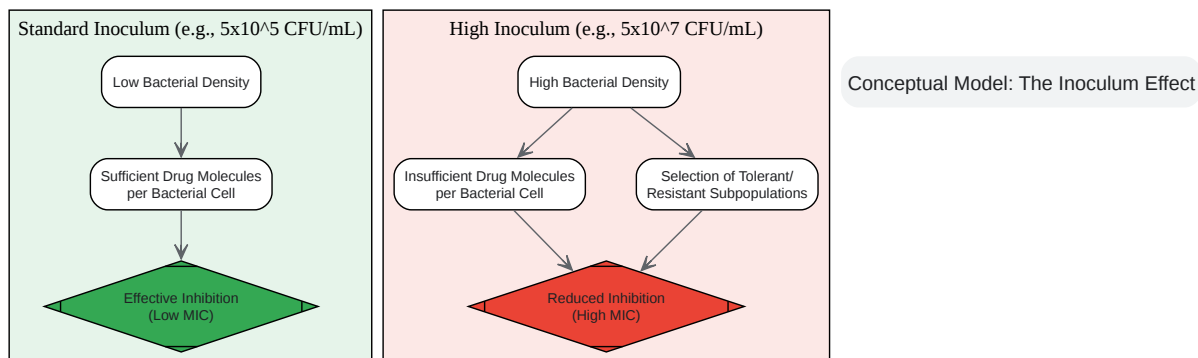 Standard Inoculum (e.g., 5x10^5 CFU/mL)
Low Bacterial Density
Sufficient Drug Molecules
per Bacterial Cell
Effective Inhibition
(Low MIC)
High Inoculum (e.g., 5x10^7 CFU/mL)
High Bacterial Density
Insufficient Drug Molecules
per Bacterial Cell
Selection of Tolerant/
Resistant Subpopulations
Reduced Inhibition
(High MIC)
Conceptual Model: The Inoculum Effect